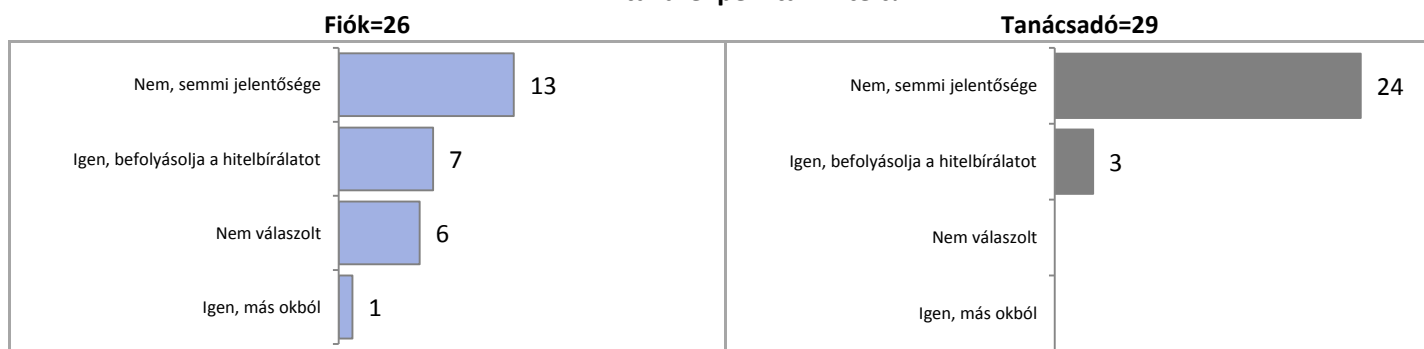 Fiók=26
Nem, semmi jelentősége 13
Igen, befolyásolja a hitelbírálatot 7
Nem válaszolt 6
Igen, más okból 1
Tanácsadó=29
Nem, semmi jelentősége 24
Igen, befolyásolja a hitelbírálatot 3
Nem válaszolt
Igen, más okból